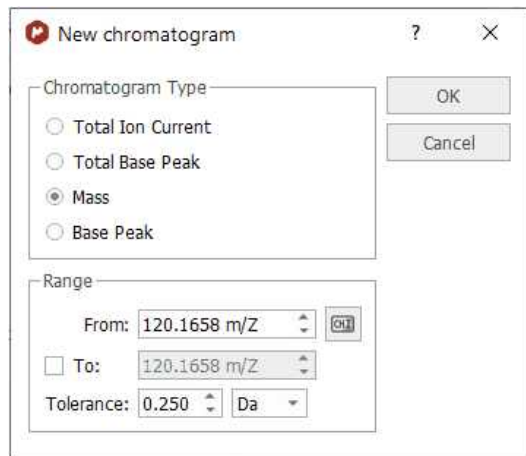 New chromatogram ?
Chromatogram Type
Total Ion Current
Total Base Peak
Mass
Base Peak
OK
Cancel
Range
From: 120.1658 m/Z
To: 120.1658 m/Z
Tolerance: 0.250 Da